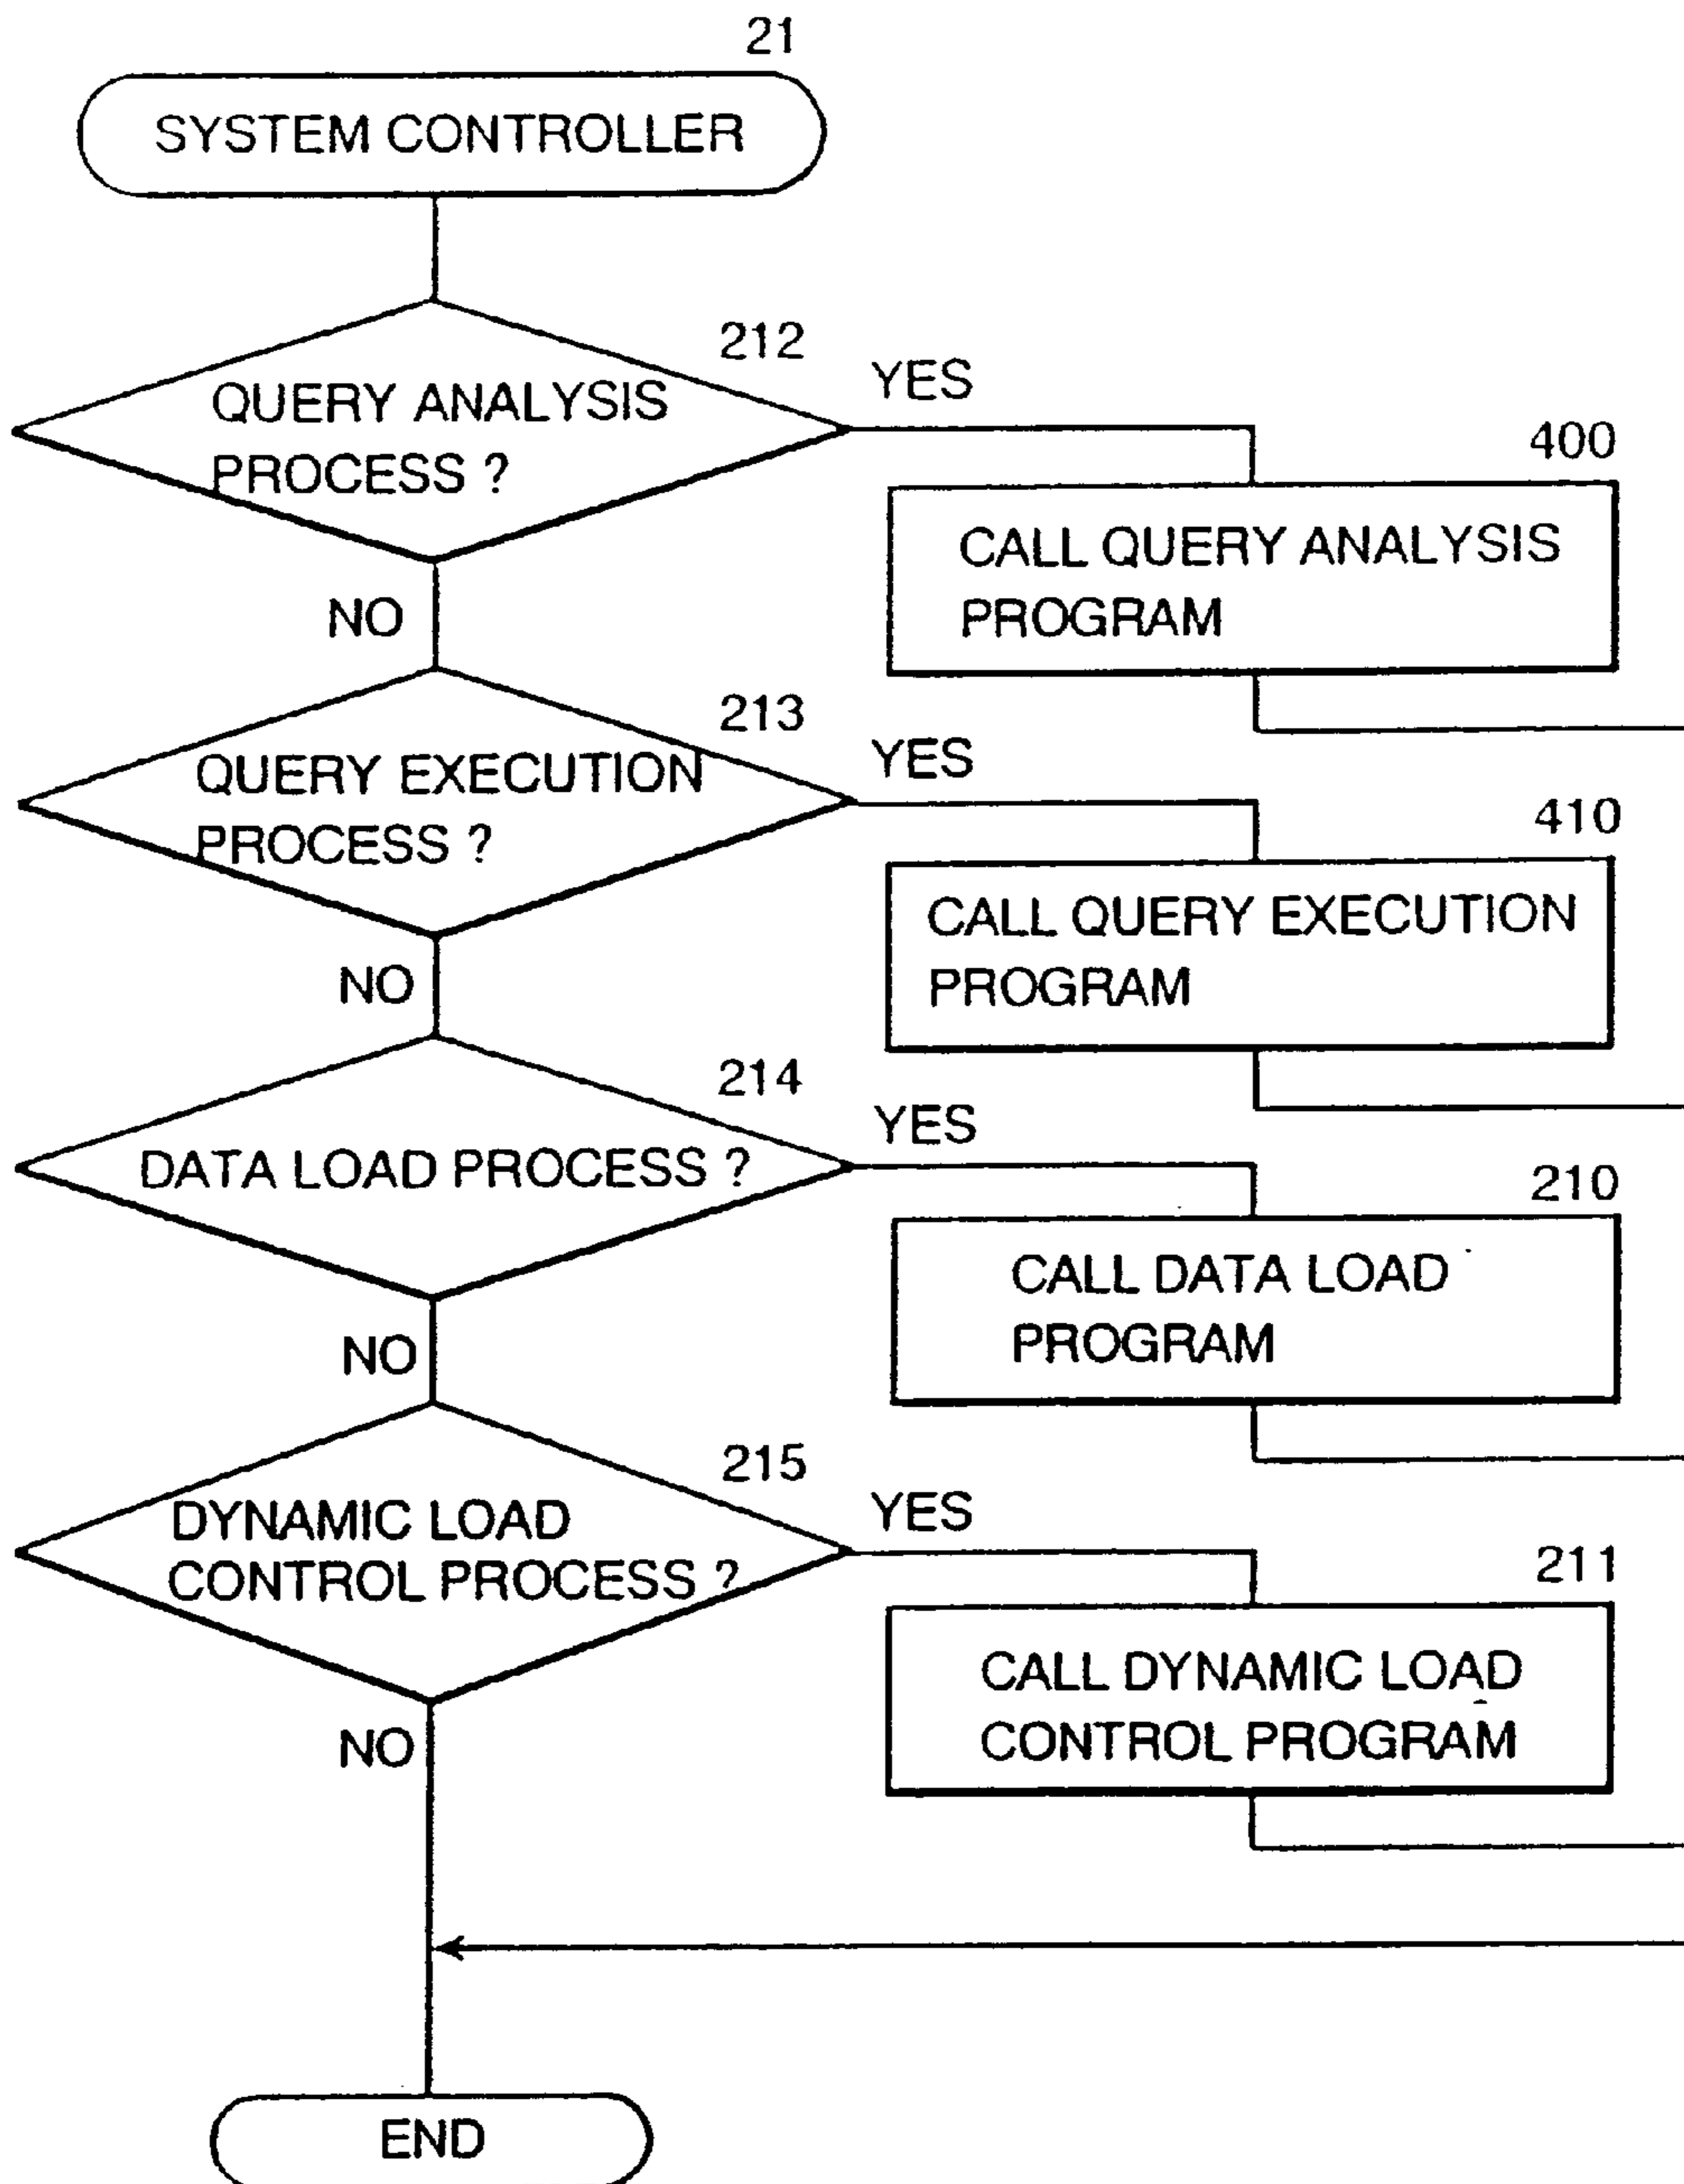 21
SYSTEM CONTROLLER
212
QUERY ANALYSIS
PROCESS ?
YES
400
CALL QUERY ANALYSIS
PROGRAM
NO
213
QUERY EXECUTION
PROCESS ?
YES
410
CALL QUERY EXECUTION
PROGRAM
NO
214
DATA LOAD PROCESS ?
YES
210
CALL DATA LOAD
PROGRAM
NO
215
DYNAMIC LOAD
CONTROL PROCESS ?
YES
211
CALL DYNAMIC LOAD
CONTROL PROGRAM
NO
END